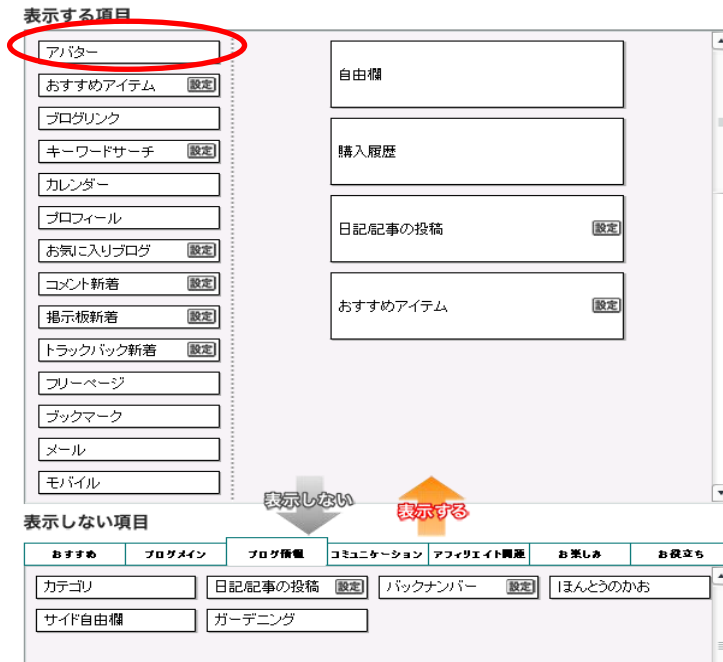 表示する項目
アバター
おすすめアイテム 設定
ブログリンク
キーワードサーチ 設定
カレンダー
プロフィール
お気に入りブログ 設定
コメント新着 設定
掲示板新着 設定
トラックバック新着 設定
フリーページ
ブックマーク
メール
モバイル
自由欄
購入履歴
日記/記事の投稿 設定
おすすめアイテム 設定
表示しない
表示する
表示しない項目
おすすめ ブログメイン ブログ情報 コミュニケーション アフィリエイト関連 お楽しみ お役立ち
カテゴリ 日記/記事の投稿 設定 バックナンバー 設定 ほんとうのかお
サイド自由欄 ガーデニング